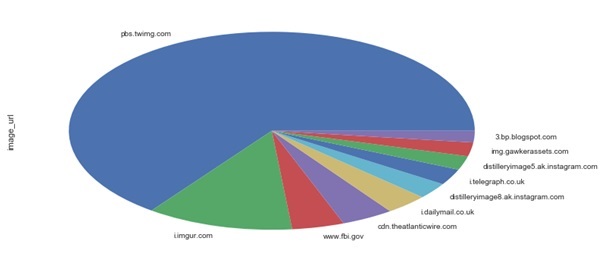 pbs.twimg.com
image_url
3.bp.blogspot.com
img.gawkerassets.com
distilleryimage5.ak.instagram.com
i.telegraph.co.uk
distilleryimage8.ak.instagram.com
i.dailymail.co.uk
cdn.theatlanticwire.com
www.fbi.gov
i.imgur.com